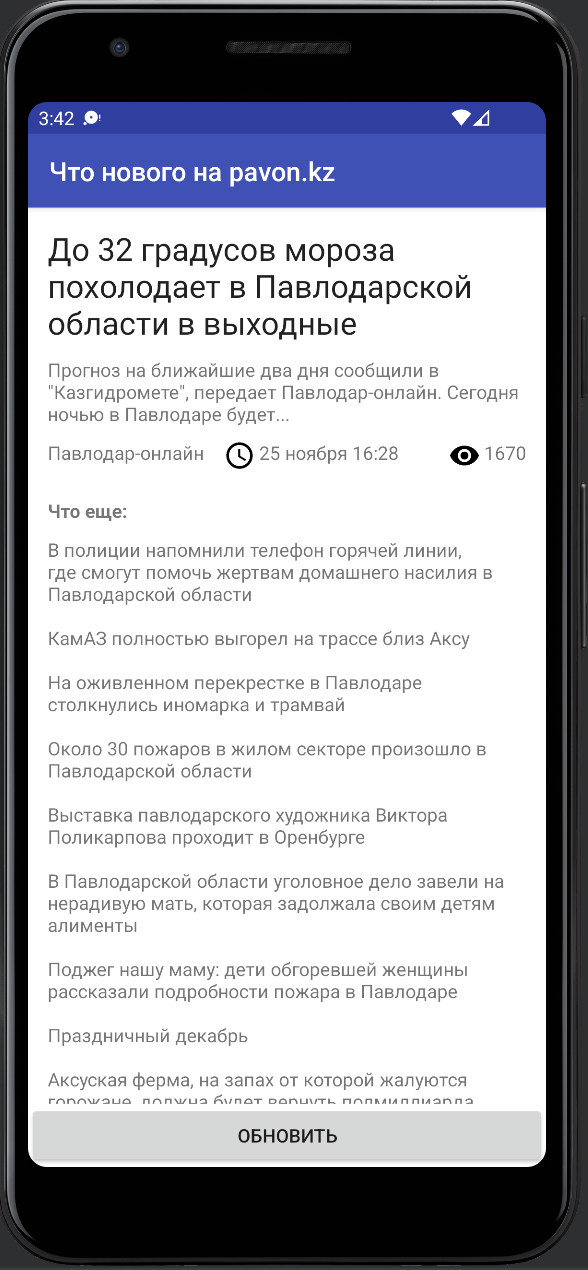 3:42
Что нового на pavon.kz
До 32 градусов мороза
похолодает в Павлодарской
области в выходные
Прогноз на ближайшие два дня сообщили в
"Казгидромете", передает Павлодар-онлайн. Сегодня
ночью в Павлодаре будет...
Павлодар-онлайн 25 ноября 16:28 1670
Что еще:
В полиции напомнили телефон горячей линии,
где смогут помочь жертвам домашнего насилия в
Павлодарской области
КамАЗ полностью выгорел на трассе близ Аксу
На оживленном перекрестке в Павлодаре
столкнулись иномарка и трамвай
Около 30 пожаров в жилом секторе произошло в
Павлодарской области
Выставка павлодарского художника Виктора
Поликарпова проходит в Оренбурге
В Павлодарской области уголовное дело завели на
нерадивую мать, которая задолжала своим детям
алименты
Поджег нашу маму: дети обгоревшей женщины
рассказали подробности пожара в Павлодаре
Праздничный декабрь
Аксуская ферма, на запах от которой жалуются
горожане, должна будет вернуть полмиллиарда
ОБНОВИТЬ